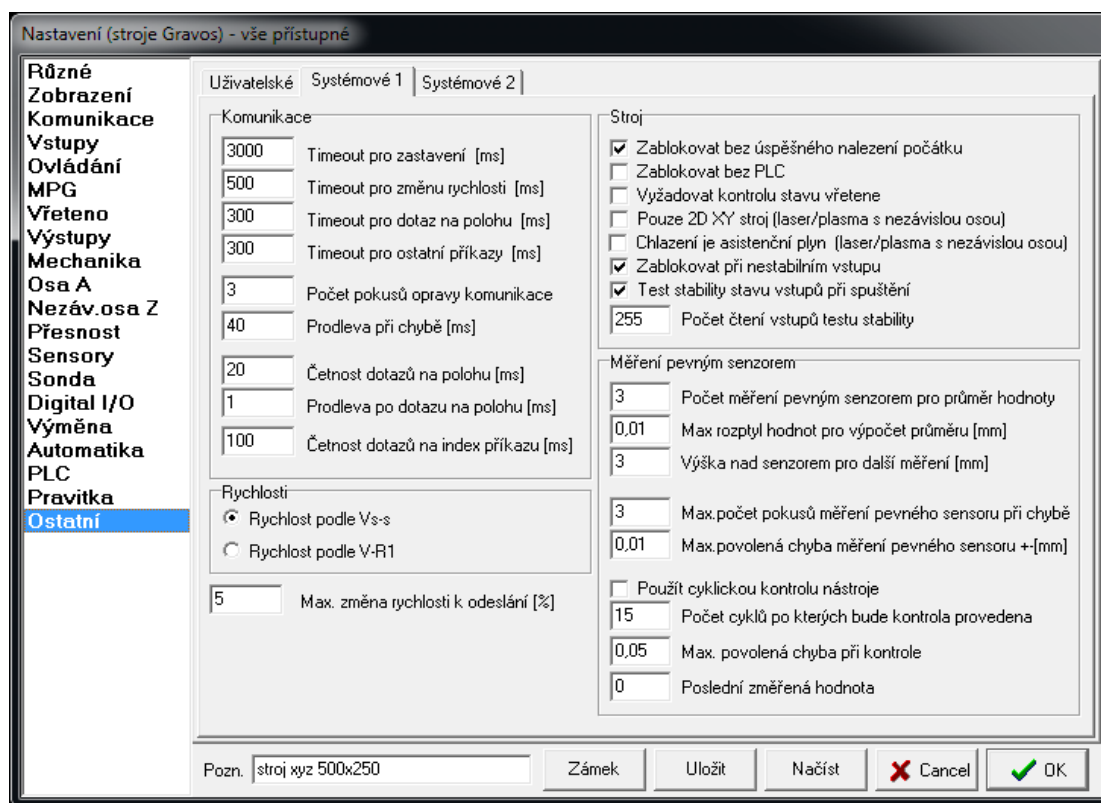 Nastavení (stroje Gravos) - vše přístupné
Různé
Zobrazení
Komunikace
Vstupy
Ovládání
MPG
Vřeteno
Výstupy
Mechanika
Osa A
Nezáv.osa Z
Přesnost
Sensory
Sonda
Digital I/O
Výměna
Automatika
PLC
Pravitka
Ostatní
Uživatelské
Systémové 1
Systémové 2
Komunikace
3000 Timeout pro zastavení [ms]
500 Timeout pro změnu rychlosti [ms]
300 Timeout pro dotaz na polohu [ms]
300 Timeout pro ostatní příkazy [ms]
3 Počet pokusů opravy komunikace
40 Prodleva při chybě [ms]
20 Četnost dotazů na polohu [ms]
1 Prodleva po dotazu na polohu [ms]
100 Četnost dotazů na index příkazu [ms]
Rychlosti
Rychlost podle Vs-s
Rychlost podle V-R1
5 Max. změna rychlosti k odeslání [%]
Stroj
Zablokovat bez úspěšného nalezení počátku
Zablokovat bez PLC
Vyžadovat kontrolu stavu vřetene
Pouze 2D XY stroj (laser/plasma s nezávislou osou)
Chlazení je asistenční plyn (laser/plasma s nezávislou osou)
Zablokovat při nestabilním vstupu
Test stability stavu vstupů při spuštění
255 Počet čtení vstupů testu stability
Měření pevným senzorem
3 Počet měření pevným senzorem pro průměr hodnoty
0,01 Max rozptyl hodnot pro výpočet průměru [mm]
3 Výška nad senzorem pro další měření [mm]
3 Max.počet pokusů měření pevného sensoru při chybě
0,01 Max.povolená chyba měření pevného sensoru +-[mm]
Použít cyklickou kontrolu nástroje
15 Počet cyklů po kterých bude kontrola provedena
0,05 Max. povolená chyba při kontrole
0 Poslední změřená hodnota
Pozn. stroj xyz 500x250
Zámek
Uložit
Načíst
Cancel
OK